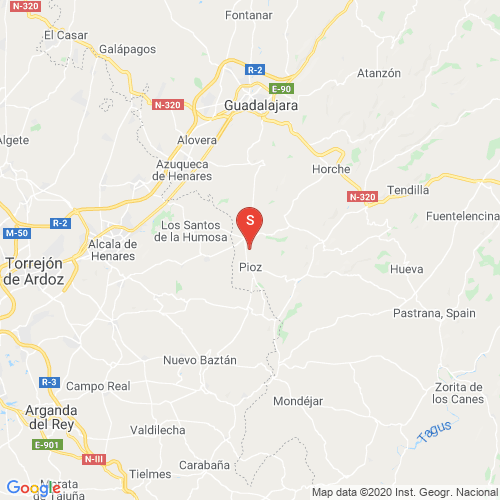 N-320
Fontanar
El Casar
Galápagos
R-2
Atanzón
E-90
N-320
Guadalajara
Algete
Alovera
Azuqueca
de Henares
Horche
Tendilla
N-320
R-2
Los Santos
de la Humosa
S
Fuentelencina
M-50
Alcala de
Henares
Torrejón
de Ardoz
Pioz
Hueva
Pastrana, Spain
Nuevo Baztán
R-3
Campo Real
Zorita de
los Canes
Mondéjar
Arganda
del Rey
Valdilecha
Tagus
E-901
N-III
Carabaña
Tielmes
Google
Morata
de Tajuña
Map data ©2020 Inst. Geogr. Nacional